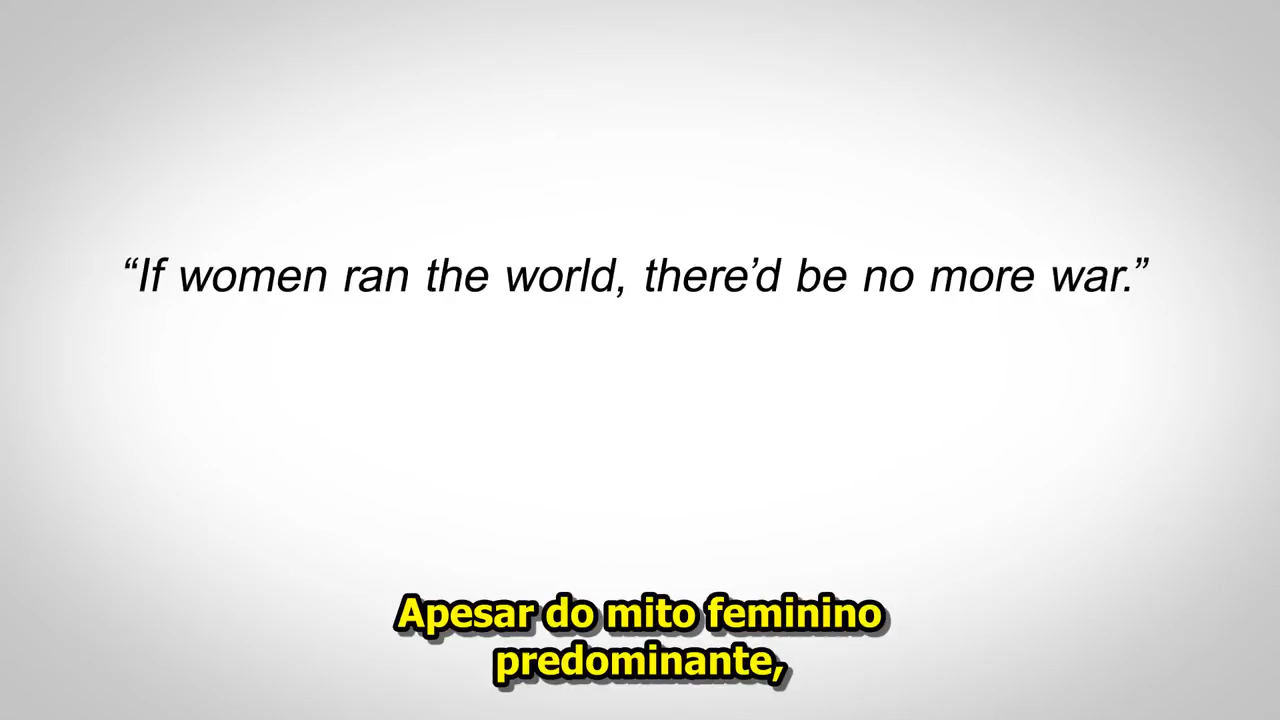 “If women ran the world, there’d be no more war.”
Apesar do mito feminino
predominante,